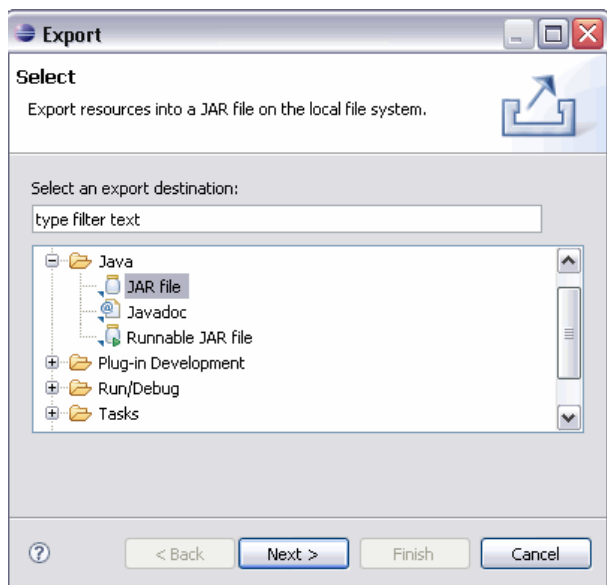 Export
Select
Export resources into a JAR file on the local file system.
Select an export destination:
type filter text
Java
JAR file
Javadoc
Runnable JAR file
Plug-in Development
Run/Debug
Tasks
? < Back Next > Finish Cancel